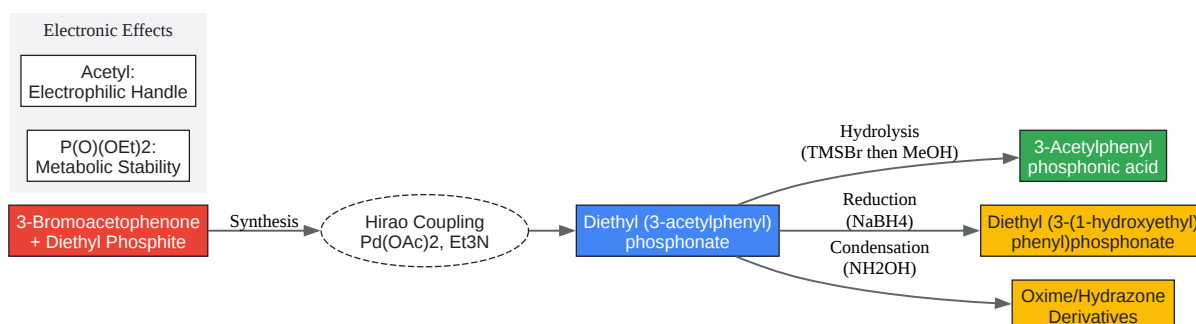 Electronic Effects
Acetyl:
Electrophilic Handle
P(O)(OEt)2:
Metabolic Stability
3-Bromoacetophenone
+ Diethyl Phosphite
Synthesis
Hirao Coupling
Pd(OAc)2, Et3N
Diethyl (3-acetylphenyl)
phosphonate
Hydrolysis
(TMSBr then MeOH)
3-Acetylphenyl
phosphonic acid
Reduction
(NaBH4)
Diethyl (3-(1-hydroxyethyl)
phenyl)phosphonate
Condensation
(NH2OH)
Oxime/Hydrazone
Derivatives